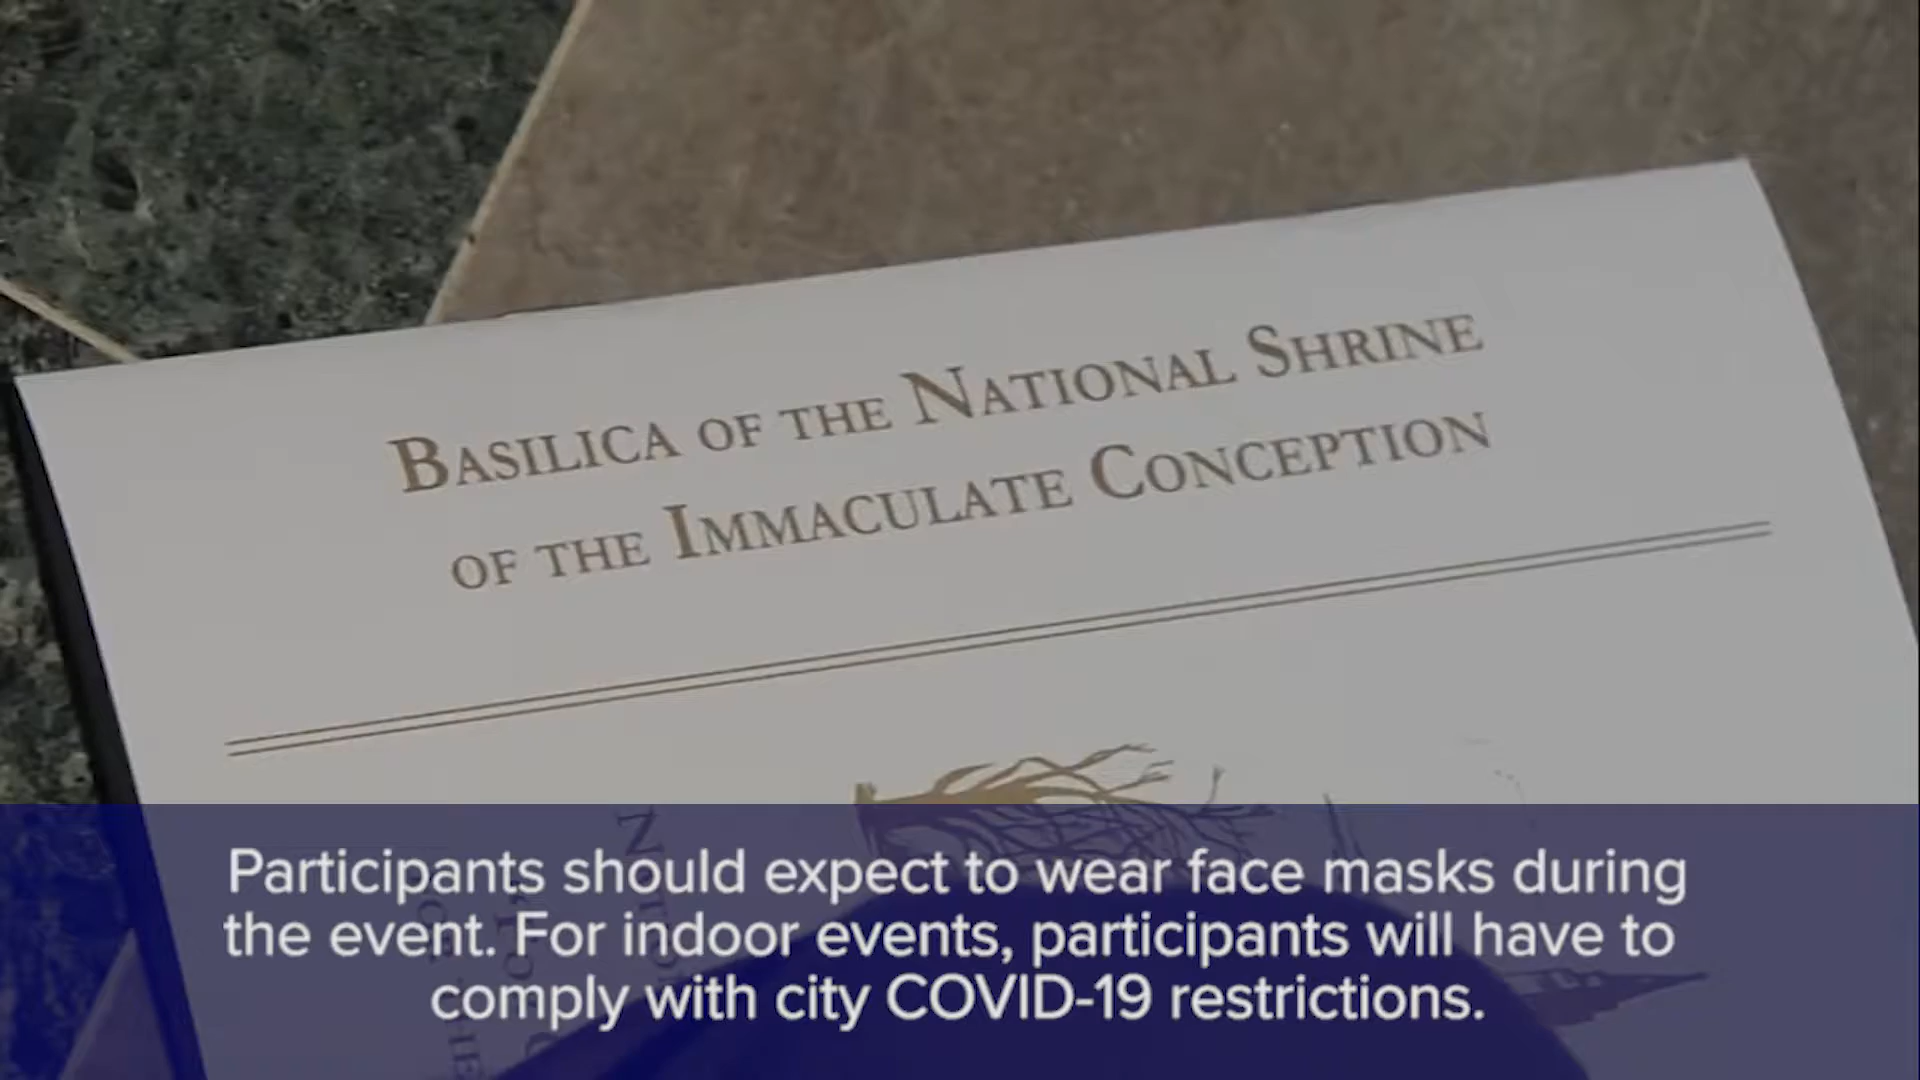 BASILICA OF THE NATIONAL SHRINE
OF THE IMMACULATE CONCEPTION
Participants should expect to wear face masks during
the event. For indoor events, participants will have to
comply with city COVID-19 restrictions.